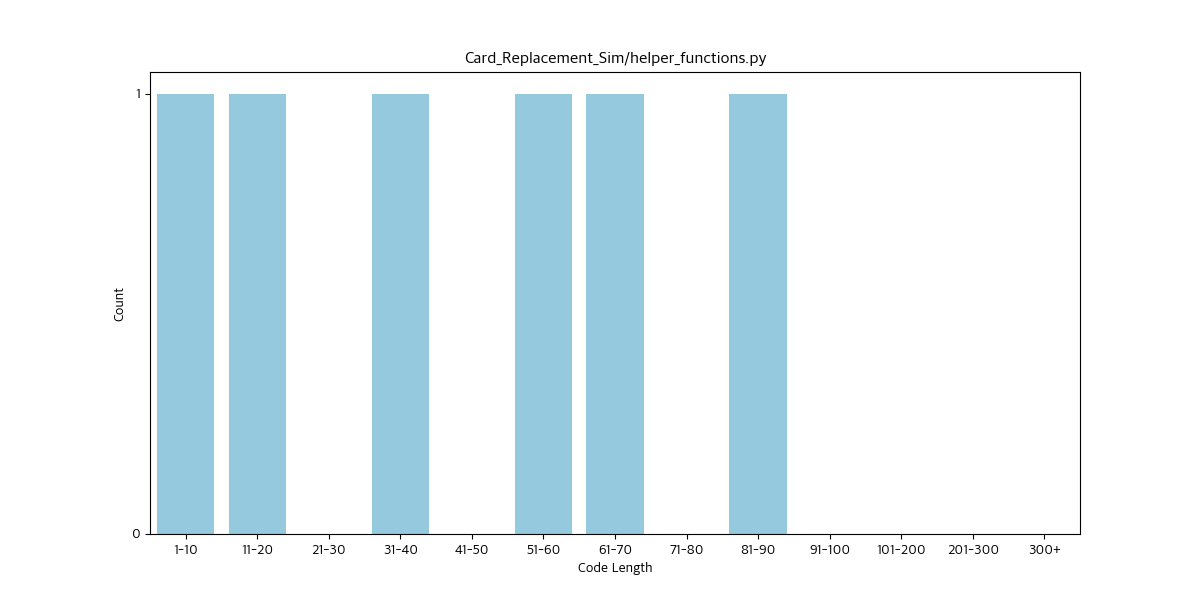 Card_Replacement_Sim/helper_functions.py
1
Count
0
1-10 11-20 21-30 31-40 41-50 51-60 61-70 71-80 81-90 91-100 101-200 201-300 300+
Code Length